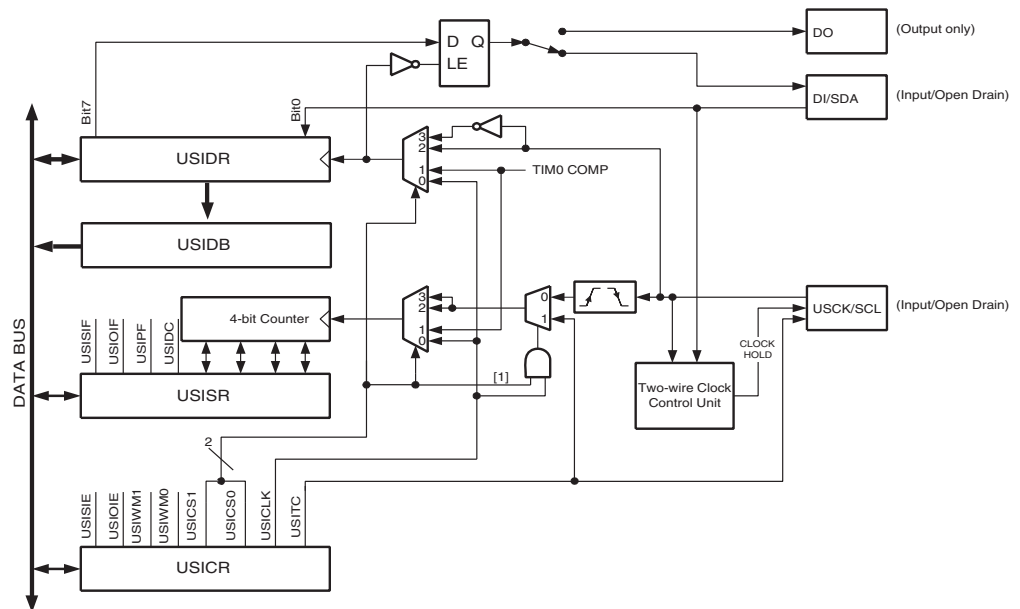 DO
(Output only)
D Q
LE
DI/SDA
(Input/Open Drain)
Bit7
Bit0
USIDR
3
2
1
0
TIM0 COMP
USIDB
4-bit Counter
3
2
1
0
0
1
USCK/SCL
(Input/Open Drain)
CLOCK
HOLD
USISIF
USIOIF
USIPF
USIDC
[1]
USISR
Two-wire Clock
Control Unit
DATA BUS
2
USISIE
USIOIE
USIWM1
USIWM0
USICS1
USICS0
USICLK
USITC
USICR